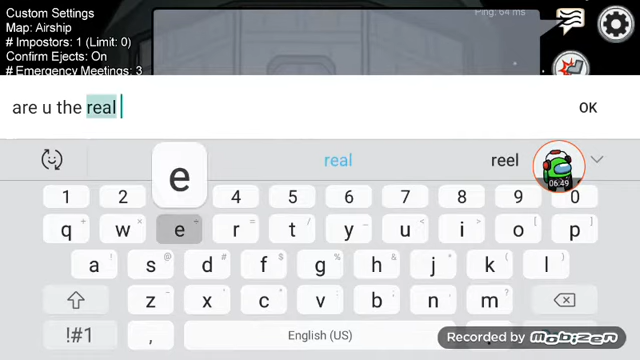 Custom Settings
Ping: 64 ms
Map: Airship
# Impostors: 1 (Limit: 0)
Confirm Ejects: On
# Emergency Meetings: 3
are u the real
OK
real reel
06:49
e
1 2 4 5 6 7 8 9 0
q w e r t y u i o p
a s d f g h j k l
z x c v b n m
!#1 , English (US)
Recorded by MOBIZEN